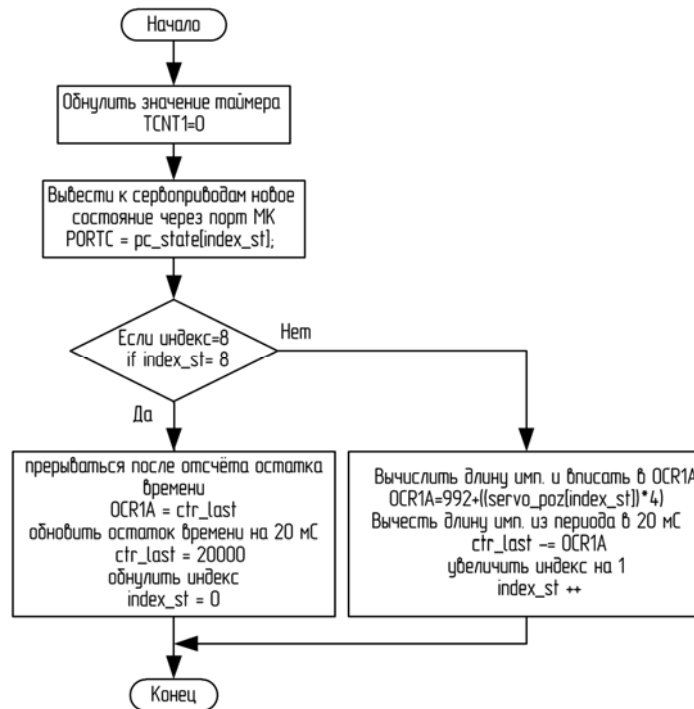 Начало
Обнулить значение таймера
TCNT1=0
Вывести к сервоприводам новое
состояние через порт МК
PORTC = pc_state[index_st];
Если индекс=8
if index_st= 8
Нет
Да
прерываться после отсчёта остатка
времени
OCR1A = ctr_last
обновить остаток времени на 20 мС
ctr_last = 20000
обнулить индекс
index_st = 0
Вычислить длину имп. и вписать в OCR1A
OCR1A=992+((servo_poz[index_st])*4)
Вычесть длину имп. из периода в 20 мС
ctr_last -= OCR1A
увеличить индекс на 1
index_st ++
Конец